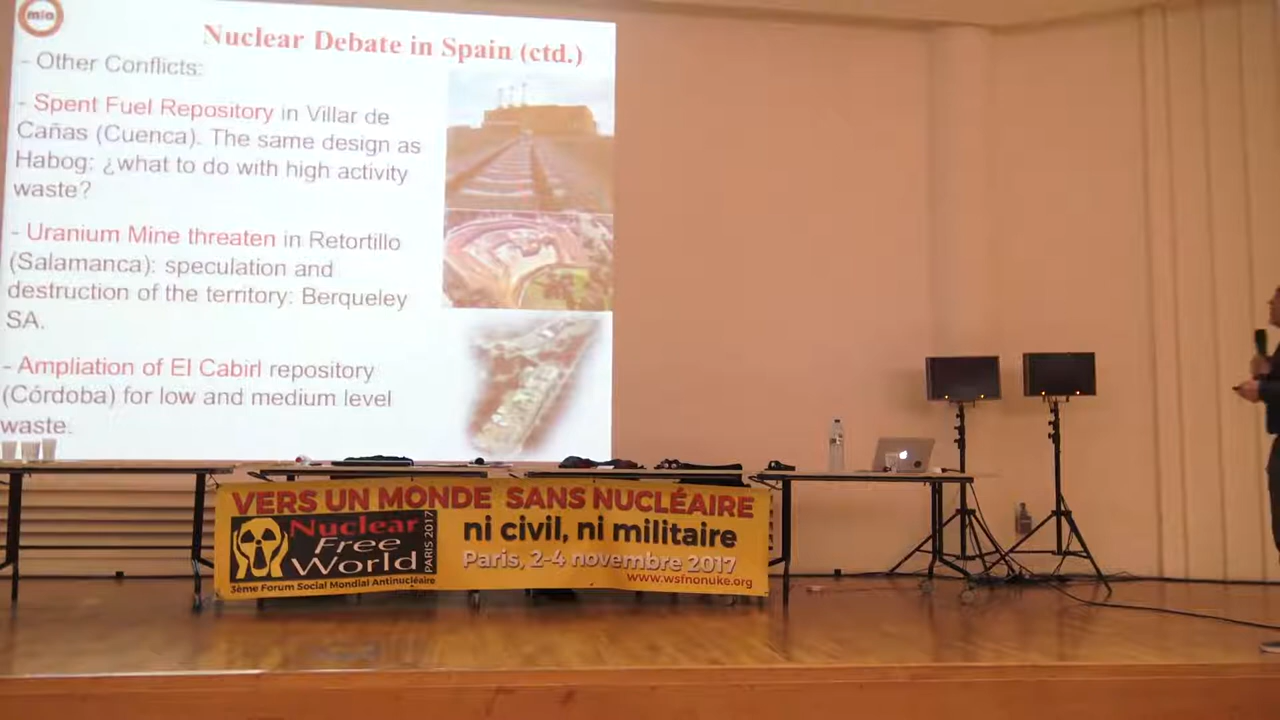 mia
Nuclear Debate in Spain (ctd.)
- Other Conflicts:
- Spent Fuel Repository in Villar de
Cañas (Cuenca). The same design as
Habog: ¿what to do with high activity
waste?
- Uranium Mine threaten in Retortillo
(Salamanca): speculation and
destruction of the territory: Berqueley
SA.
- Ampliation of El Cabirl repository
(Córdoba) for low and medium level
waste.
VERS UN MONDE SANS NUCLÉAIRE
ni civil, ni militaire
Paris, 2-4 novembre 2017
www.wsfnonuke.org
Nuclear
Free
World
PARIS 2017
3ème Forum Social Mondial Antinucléaire